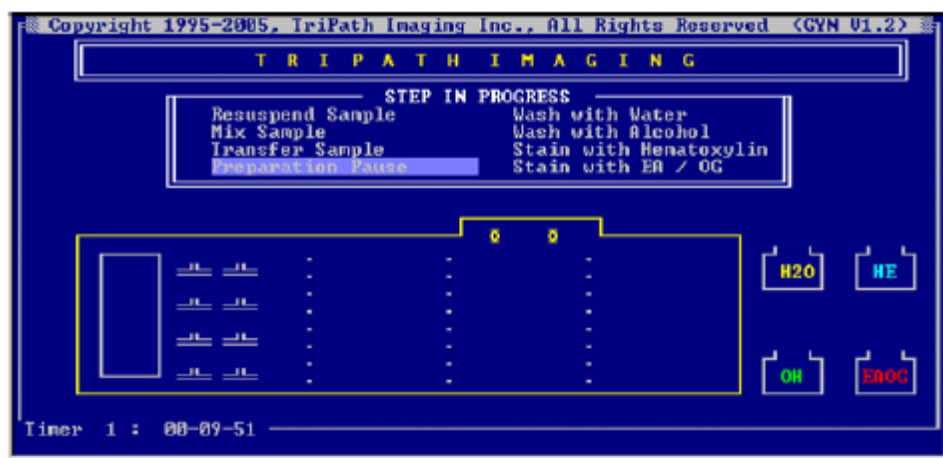 Copyright 1995-2005, TriPath Imaging Inc., All Rights Reserved (GYN V1.2)
T R I P A T H I M A G I N G
STEP IN PROGRESS
Resuspend Sample Wash with Water
Mix Sample Wash with Alcohol
Transfer Sample Stain with Hematoxylin
Preparation Pause Stain with EA / OG
H2O HE
OH EAOG
Timer 1 : 00-09-51